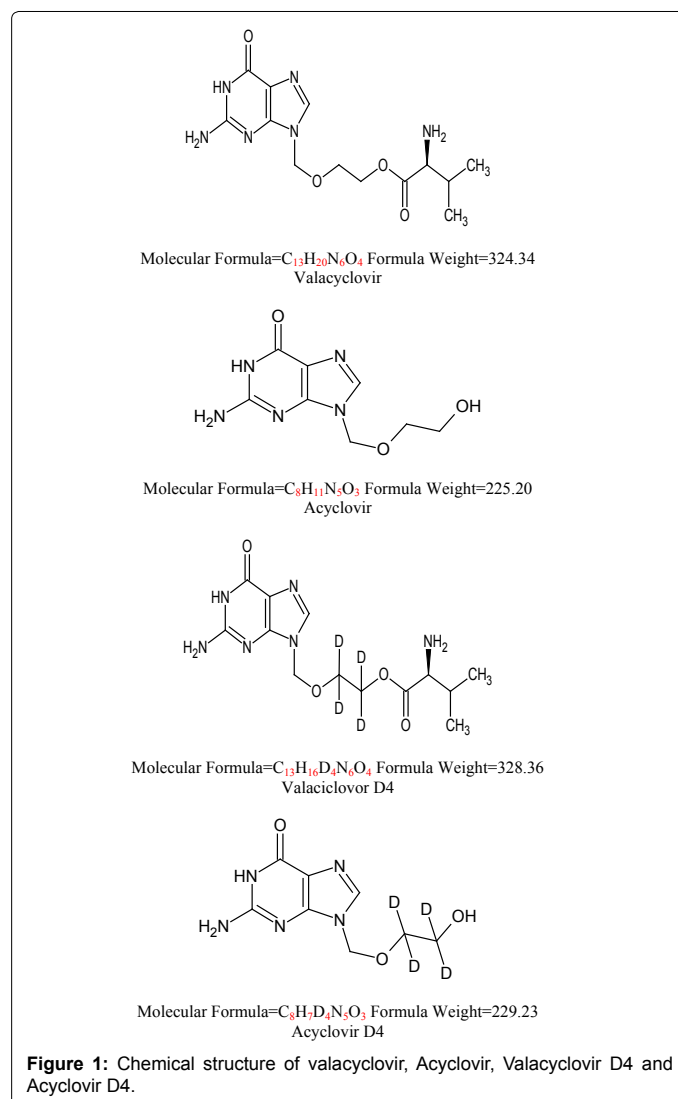 O
HN
N
H₂N
N
N
O
O
O
NH₂
CH₃
CH₃
Molecular Formula=C₁₃H₂₀N₆O₄ Formula Weight=324.34
Valacyclovir
O
HN
N
H₂N
N
N
O
OH
Molecular Formula=C₈H₁₁N₅O₃ Formula Weight=225.20
Acyclovir
O
HN
N
H₂N
N
N
O
D
D
D
D
O
O
NH₂
CH₃
CH₃
Molecular Formula=C₁₃H₁₆D₄N₆O₄ Formula Weight=328.36
Valaciclovor D4
O
HN
N
H₂N
N
N
O
D
D
D
D
OH
Molecular Formula=C₈H₇D₄N₅O₃ Formula Weight=229.23
Acyclovir D4
Figure 1: Chemical structure of valacyclovir, Acyclovir, Valacyclovir D4 and
Acyclovir D4.